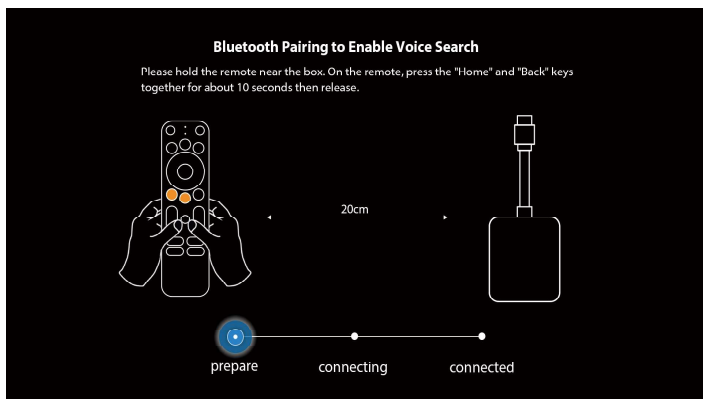 Bluetooth Pairing to Enable Voice Search
Please hold the remote near the box. On the remote, press the "Home" and "Back" keys
together for about 10 seconds then release.
20cm
prepare connecting connected